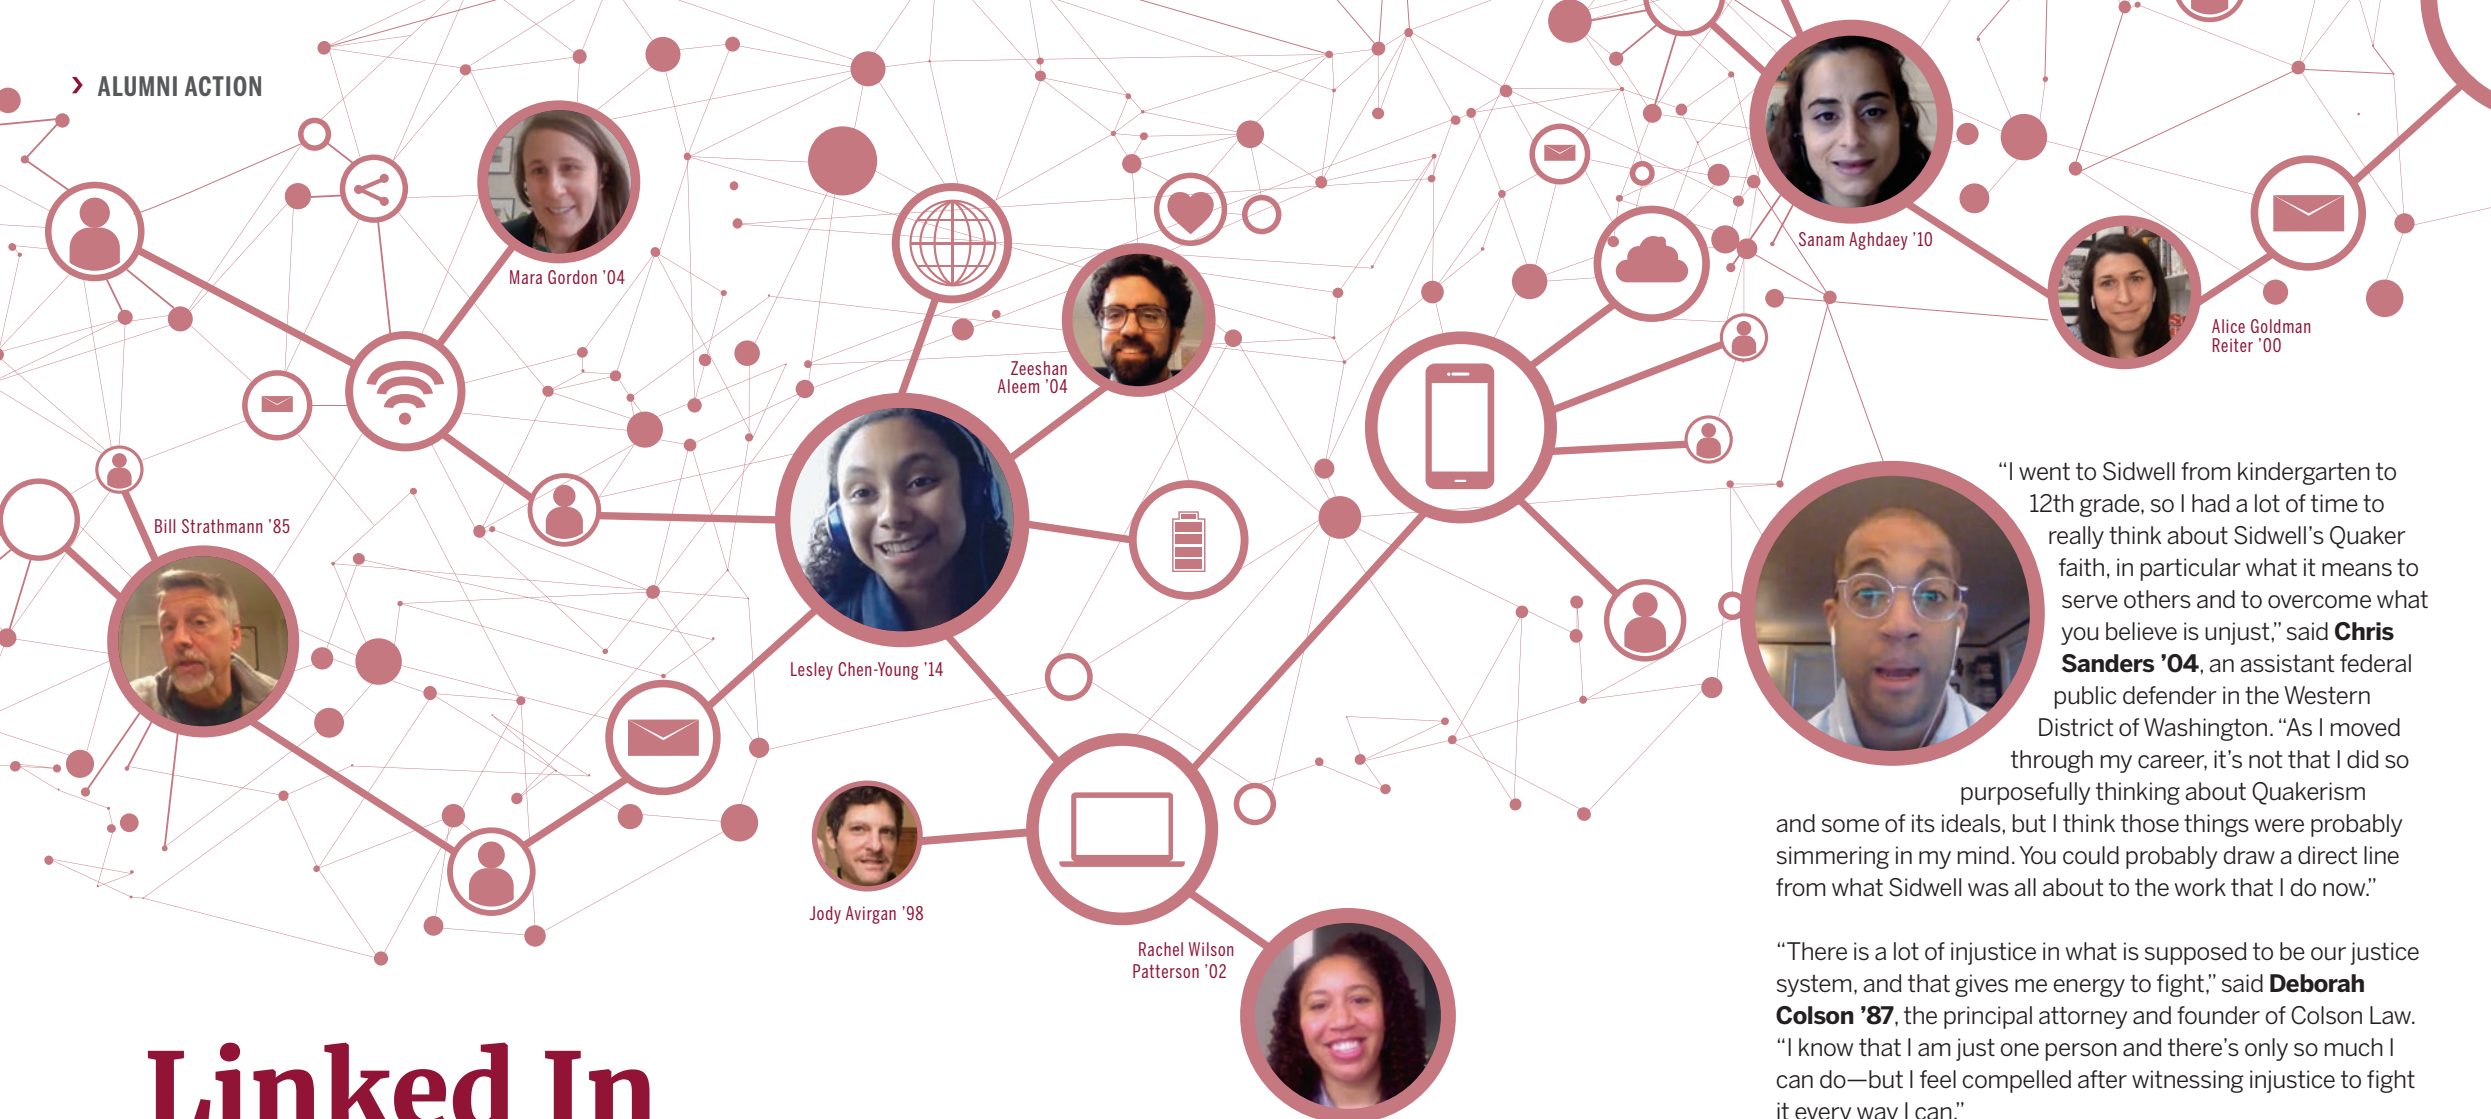 › ALUMNI ACTION
Mara Gordon ’04
Sanam Aghdaey ’10
Alice Goldman
Reiter ’00
Zeeshan
Aleem ’04
Bill Strathmann ’85
Lesley Chen-Young ’14
Jody Avirgan ’98
Rachel Wilson
Patterson ’02
Linked In
“I went to Sidwell from kindergarten to
12th grade, so I had a lot of time to
really think about Sidwell’s Quaker
faith, in particular what it means to
serve others and to overcome what
you believe is unjust,” said Chris
Sanders ’04, an assistant federal
public defender in the Western
District of Washington. “As I moved
through my career, it’s not that I did so
purposefully thinking about Quakerism
and some of its ideals, but I think those things were probably
simmering in my mind. You could probably draw a direct line
from what Sidwell was all about to the work that I do now.”
“There is a lot of injustice in what is supposed to be our justice
system, and that gives me energy to fight,” said Deborah
Colson ’87, the principal attorney and founder of Colson Law.
“I know that I am just one person and there’s only so much I
can do—but I feel compelled after witnessing injustice to fight
it every way I can.”